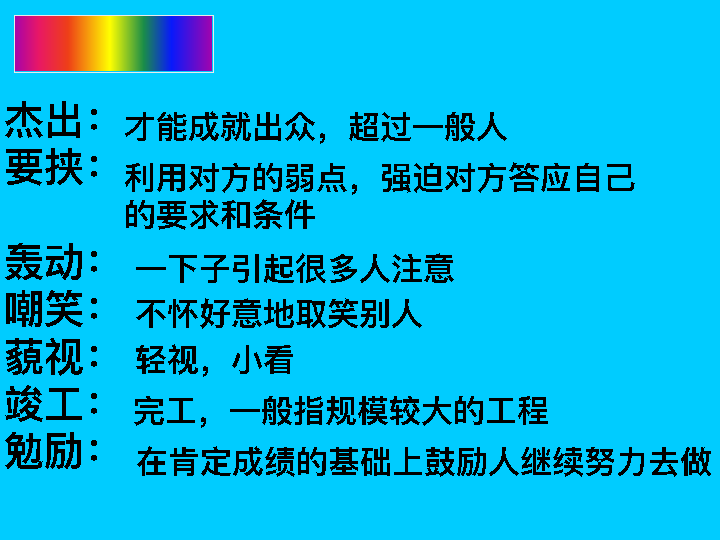 杰出：才能成就出众，超过一般人
要挟：利用对方的弱点，强迫对方答应自己
的要求和条件
轰动：一下子引起很多人注意
嘲笑：不怀好意地取笑别人
藐视：轻视，小看
竣工：完工，一般指规模较大的工程
勉励：在肯定成绩的基础上鼓励人继续努力去做